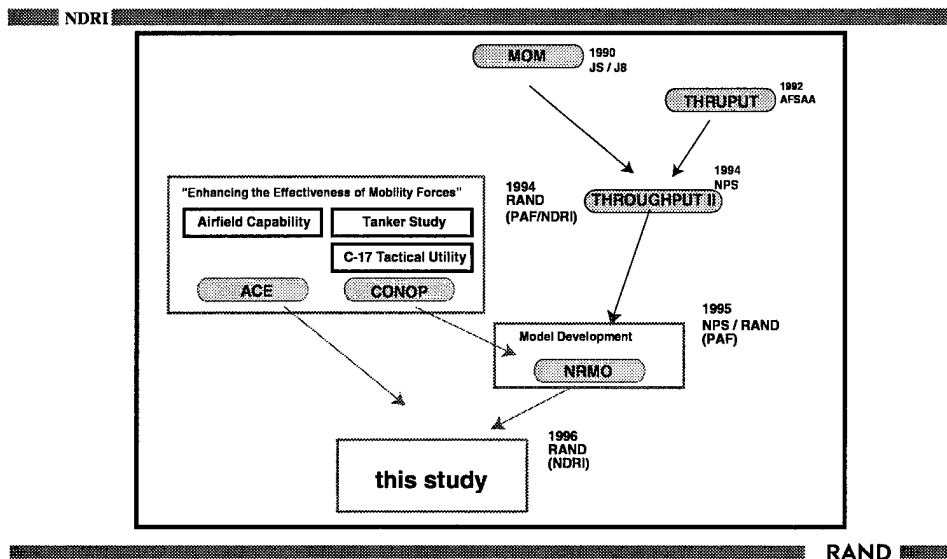 NDRI
MOM
1990
JS / J8
THRUPUT
1992
AFSAA
"Enhancing the Effectiveness of Mobility Forces"
Airfield Capability
Tanker Study
C-17 Tactical Utility
ACE
CONOP
1994
RAND
(PAF/NDRI)
THROUGHPUT II
1994
NPS
Model Development
NRMO
1995
NPS / RAND
(PAF)
this study
1996
RAND
(NDRI)
RAND